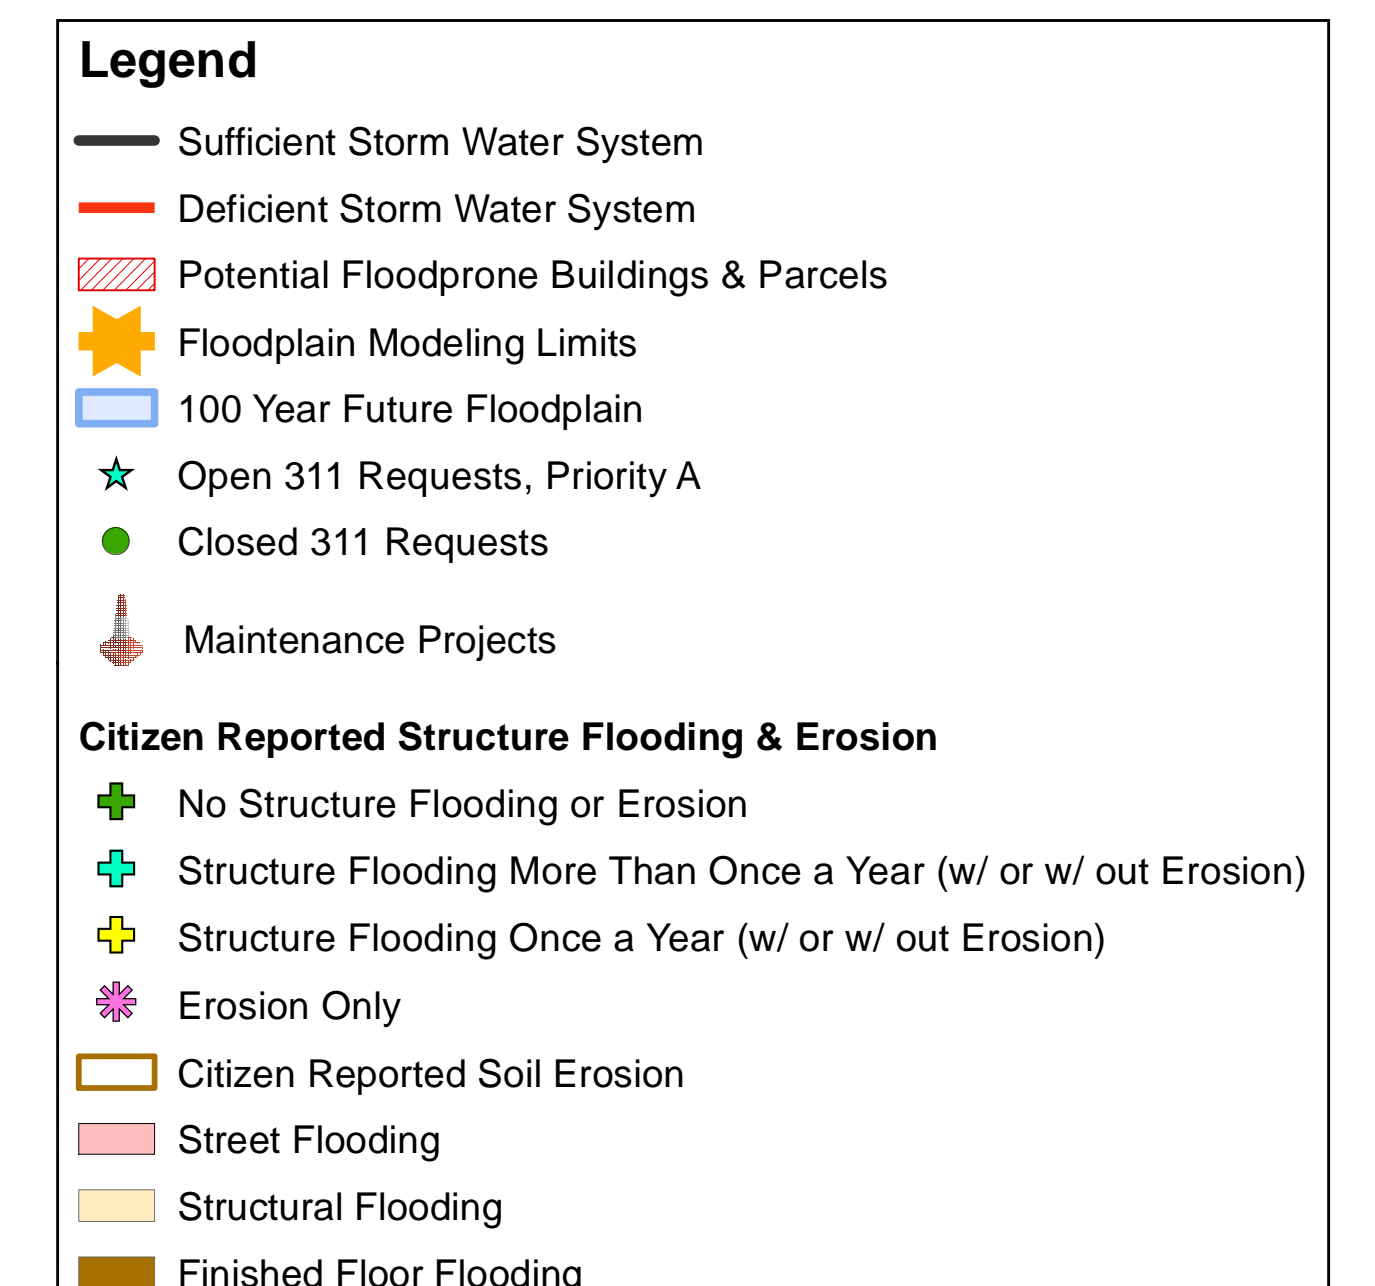 Legend
Sufficient Storm Water System
Deficient Storm Water System
Potential Floodprone Buildings & Parcels
Floodplain Modeling Limits
100 Year Future Floodplain
Open 311 Requests, Priority A
Closed 311 Requests
Maintenance Projects
Citizen Reported Structure Flooding & Erosion
No Structure Flooding or Erosion
Structure Flooding More Than Once a Year (w/ or w/ out Erosion)
Structure Flooding Once a Year (w/ or w/ out Erosion)
Erosion Only
Citizen Reported Soil Erosion
Street Flooding
Structural Flooding
Finished Floor Flooding